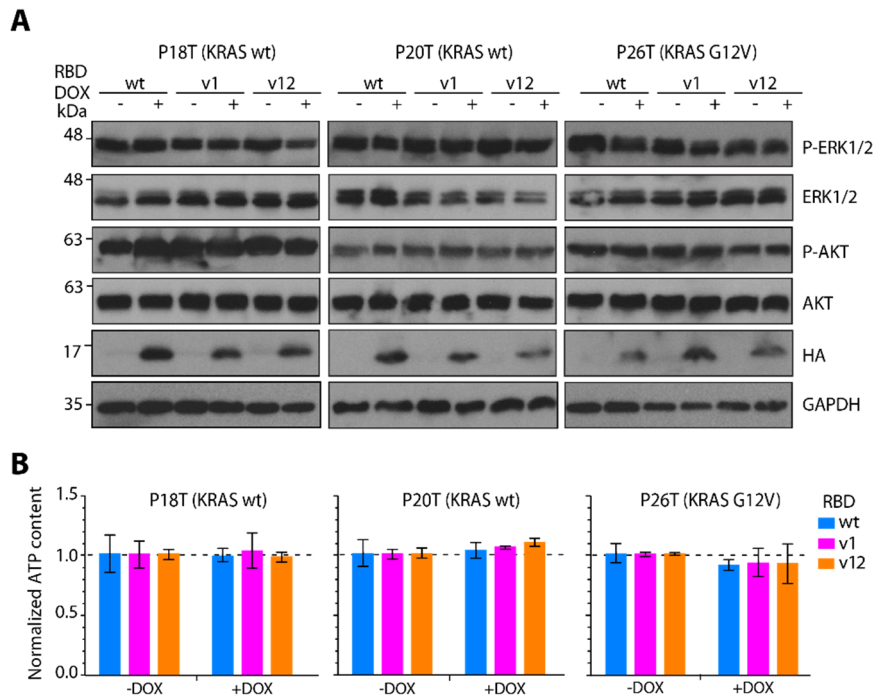 A
P18T (KRAS wt) P20T (KRAS wt) P26T (KRAS G12V)
RBD wt v1 v12 wt v1 v12 wt v1 v12
DOX - + - + - + - + - + - + - + - + - +
kDa
48 P-ERK1/2
48 ERK1/2
63 P-AKT
63 AKT
17 HA
35 GAPDH
B
P18T (KRAS wt) P20T (KRAS wt) P26T (KRAS G12V) RBD
wt
v1
v12
Normalized ATP content
1.5
1.0
0.5
0.0
-DOX +DOX -DOX +DOX -DOX +DOX